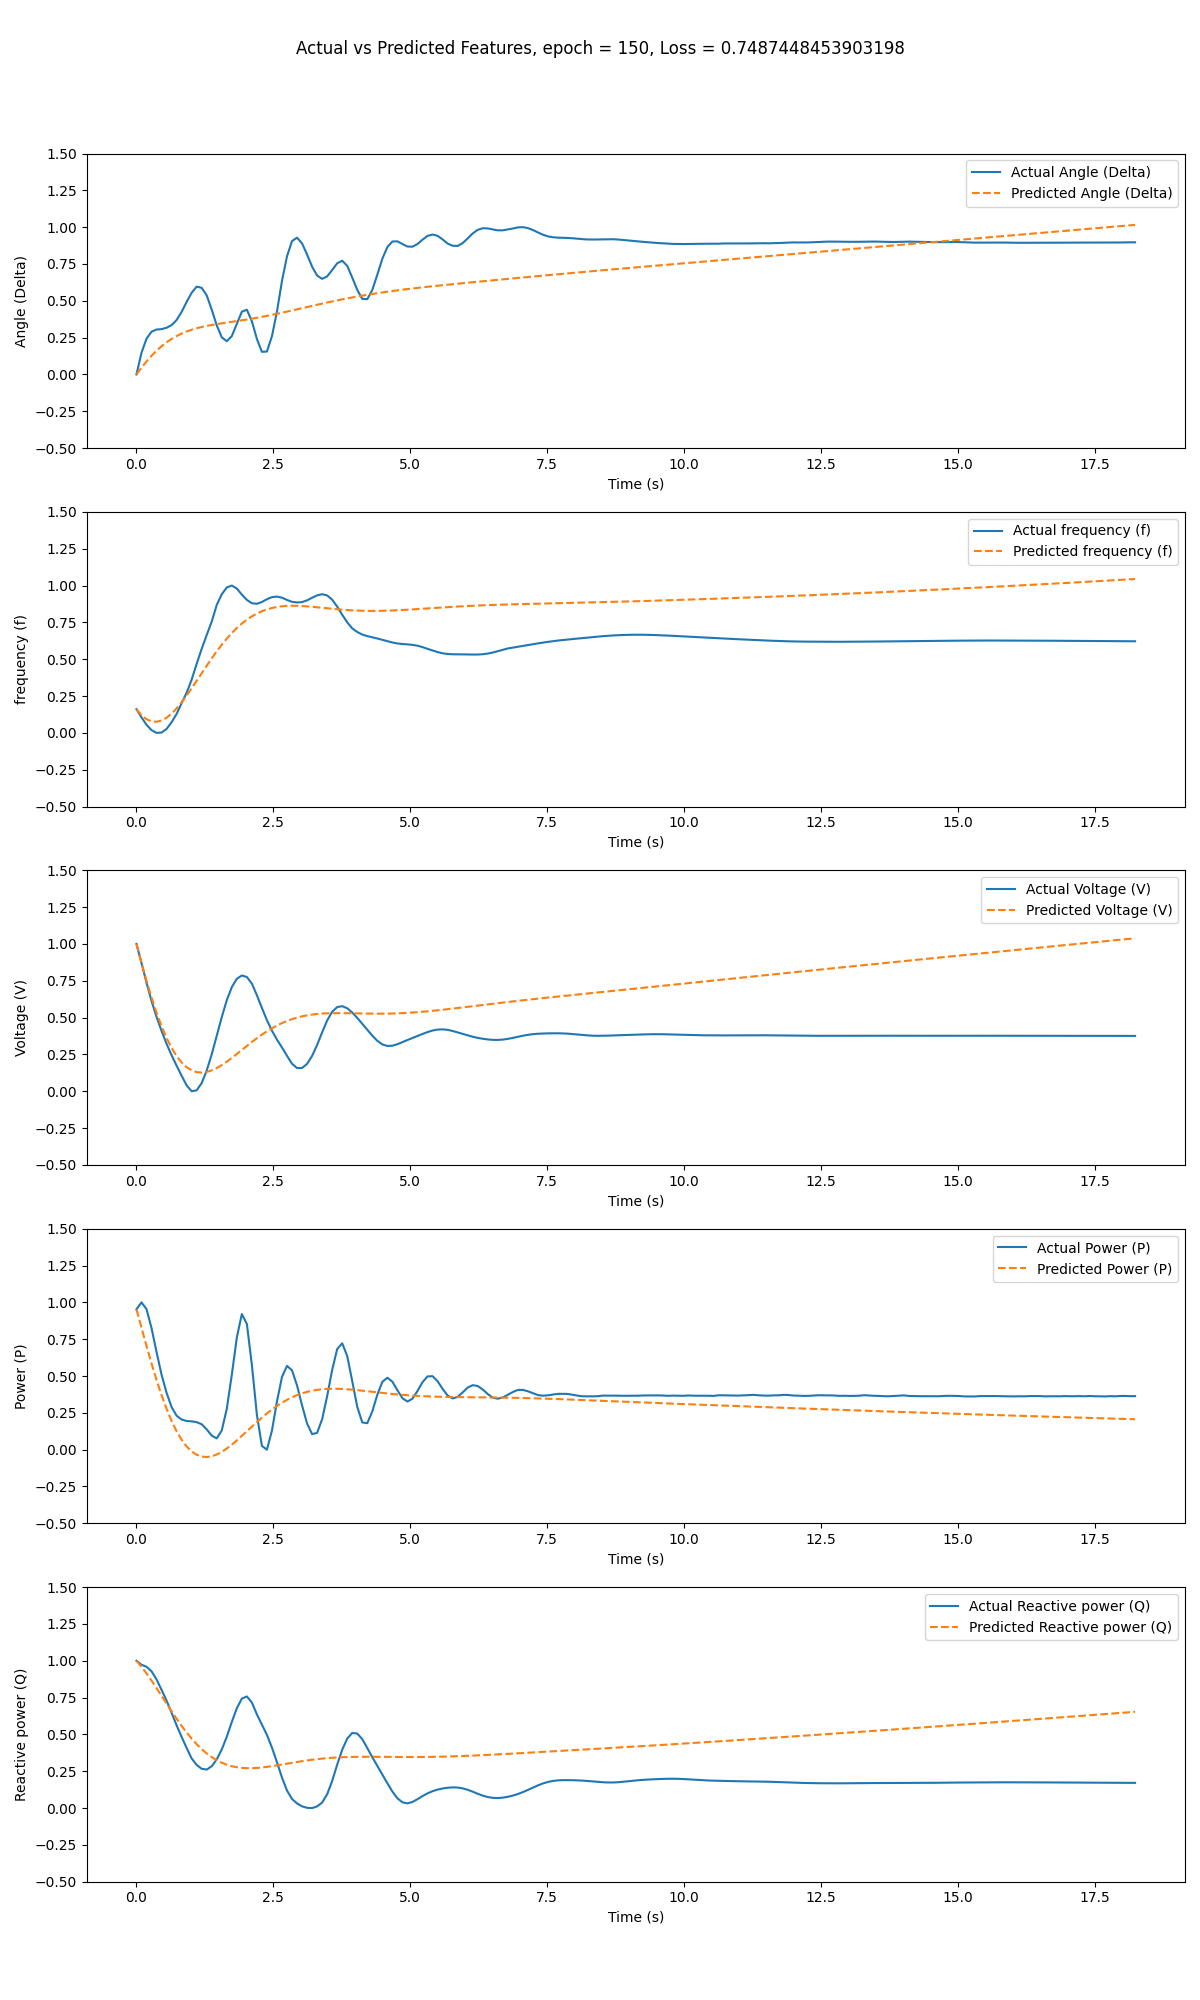 Actual vs Predicted Features, epoch = 150, Loss = 0.7487448453903198
1.50
1.25
1.00
0.75
0.50
0.25
0.00
−0.25
−0.50
Angle (Delta)
Actual Angle (Delta)
Predicted Angle (Delta)
0.0 2.5 5.0 7.5 10.0 12.5 15.0 17.5
Time (s)
1.50
1.25
1.00
0.75
0.50
0.25
0.00
−0.25
−0.50
frequency (f)
Actual frequency (f)
Predicted frequency (f)
0.0 2.5 5.0 7.5 10.0 12.5 15.0 17.5
Time (s)
1.50
1.25
1.00
0.75
0.50
0.25
0.00
−0.25
−0.50
Voltage (V)
Actual Voltage (V)
Predicted Voltage (V)
0.0 2.5 5.0 7.5 10.0 12.5 15.0 17.5
Time (s)
1.50
1.25
1.00
0.75
0.50
0.25
0.00
−0.25
−0.50
Power (P)
Actual Power (P)
Predicted Power (P)
0.0 2.5 5.0 7.5 10.0 12.5 15.0 17.5
Time (s)
1.50
1.25
1.00
0.75
0.50
0.25
0.00
−0.25
−0.50
Reactive power (Q)
Actual Reactive power (Q)
Predicted Reactive power (Q)
0.0 2.5 5.0 7.5 10.0 12.5 15.0 17.5
Time (s)